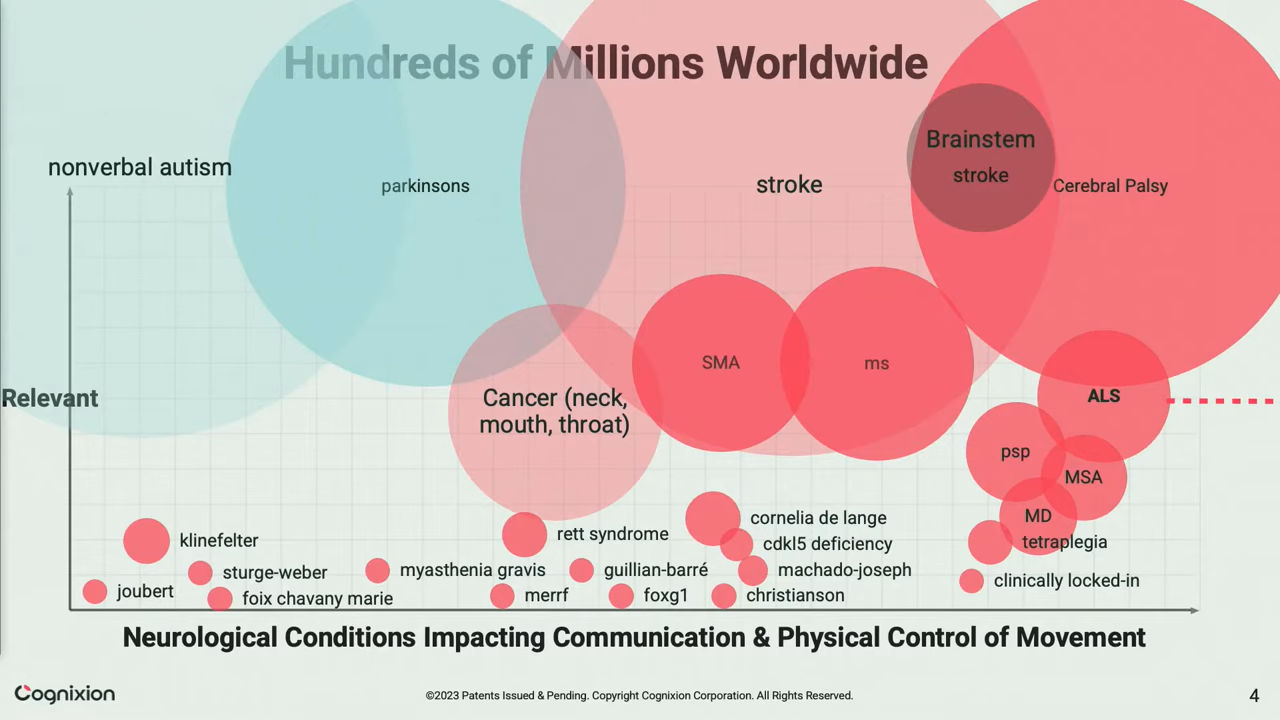 Hundreds of Millions Worldwide
Brainstem
stroke
nonverbal autism
parkinsons
stroke
Cerebral Palsy
SMA
ms
Relevant
Cancer (neck,
mouth, throat)
ALS
psp
MSA
MD
cornelia de lange
klinefelter
rett syndrome
cdkl5 deficiency
tetraplegia
sturge-weber
myasthenia gravis
guillian-barré
machado-joseph
clinically locked-in
joubert
foix chavany marie
merrf
foxg1
christianson
Neurological Conditions Impacting Communication & Physical Control of Movement
Cognixion
©2023 Patents Issued & Pending. Copyright Cognixion Corporation. All Rights Reserved.
4